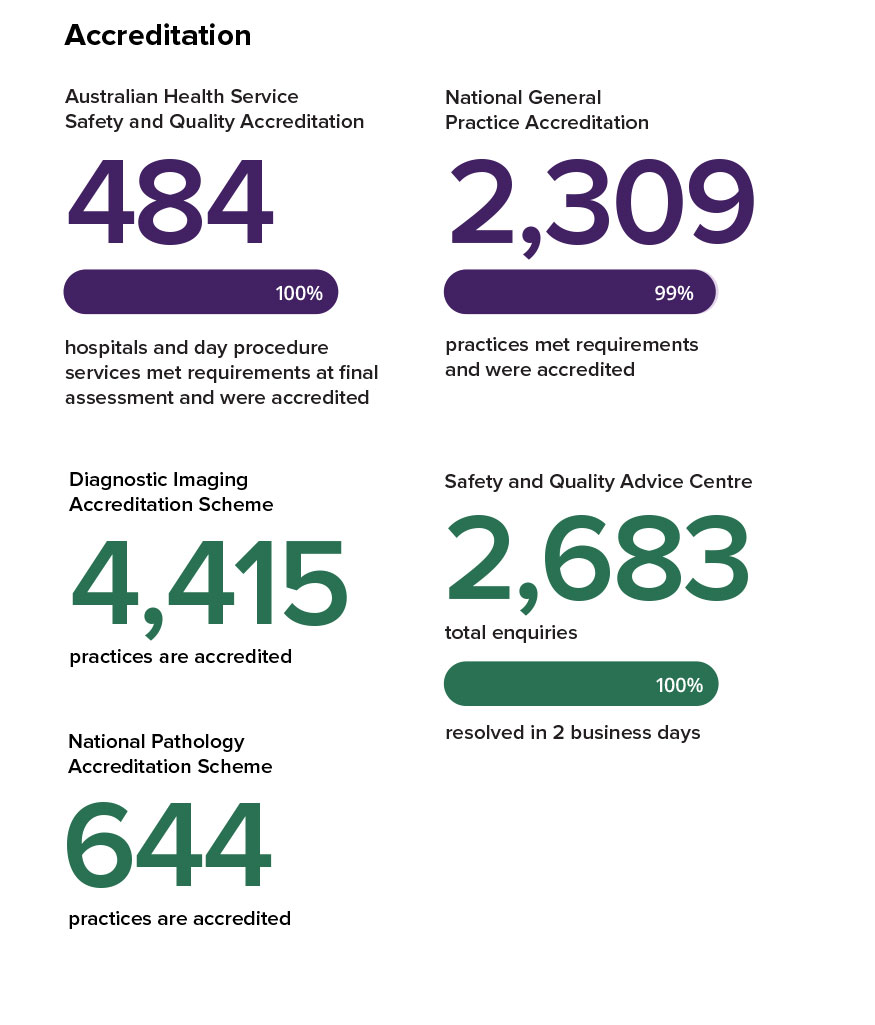 Accreditation
Australian Health Service
Safety and Quality Accreditation
484
100%
hospitals and day procedure
services met requirements at final
assessment and were accredited
National General
Practice Accreditation
2,309
99%
practices met requirements
and were accredited
Diagnostic Imaging
Accreditation Scheme
4,415
practices are accredited
Safety and Quality Advice Centre
2,683
total enquiries
100%
resolved in 2 business days
National Pathology
Accreditation Scheme
644
practices are accredited